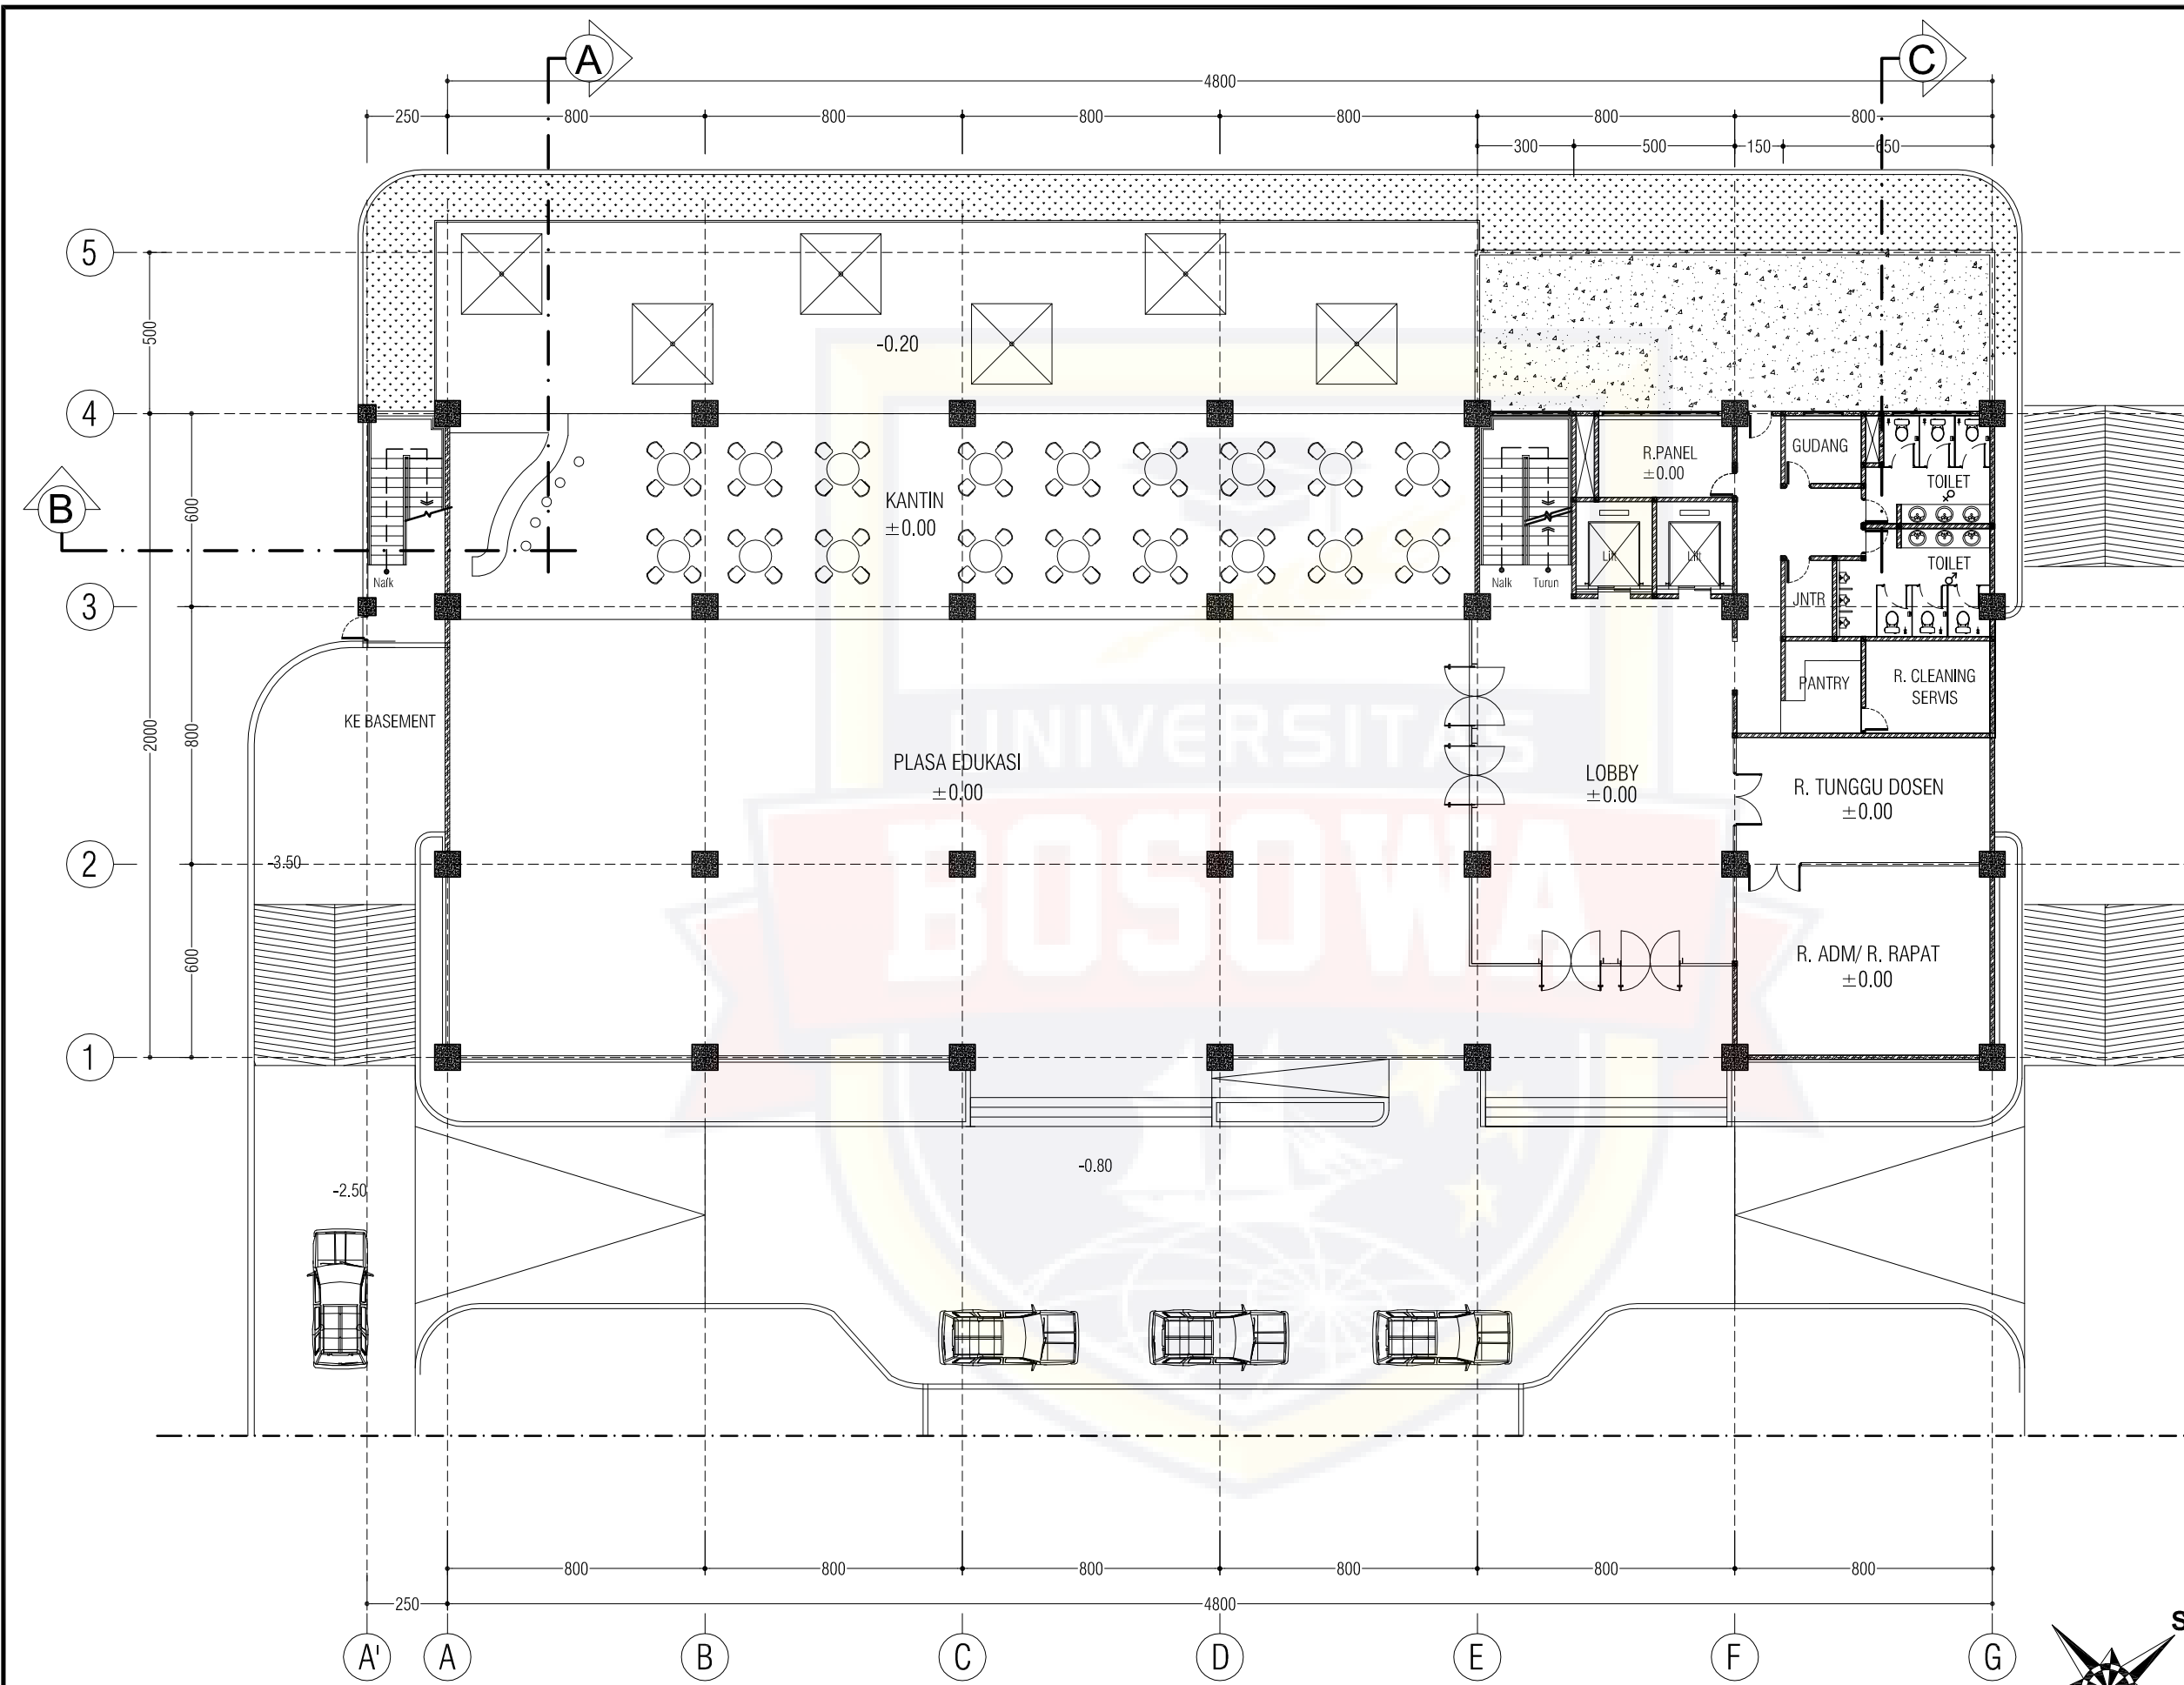 A
C
4800
250
800
800
800
800
800
800
300
500
150
650
5
-0.20
500
4
R.PANEL
±0.00
GUDANG
TOILET
KANTIN
±0.00
B
600
Lift
Lift
TOILET
Naik
Naik
Turun
JNTR
3
PANTRY
R. CLEANING
SERVIS
KE BASEMENT
UNIVERSITAS
2000
800
PLASA EDUKASI
±0.00
LOBBY
±0.00
R. TUNGGU DOSEN
±0.00
BOSOWA
2
-3.50
600
R. ADM/ R. RAPAT
±0.00
1
-0.80
-2.50
800
800
800
800
800
800
250
4800
S
A'
A
B
C
D
E
F
G